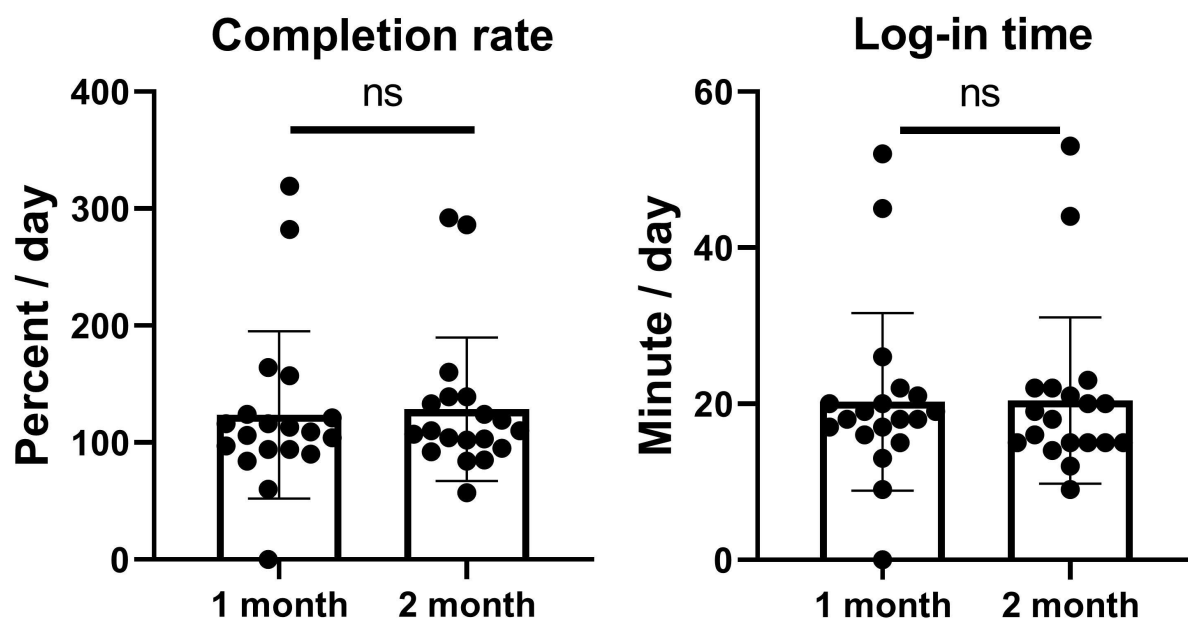 Completion rate
Percent / day
400
300
200
100
0
ns
1 month
2 month
Log-in time
Minute / day
60
40
20
0
ns
1 month
2 month